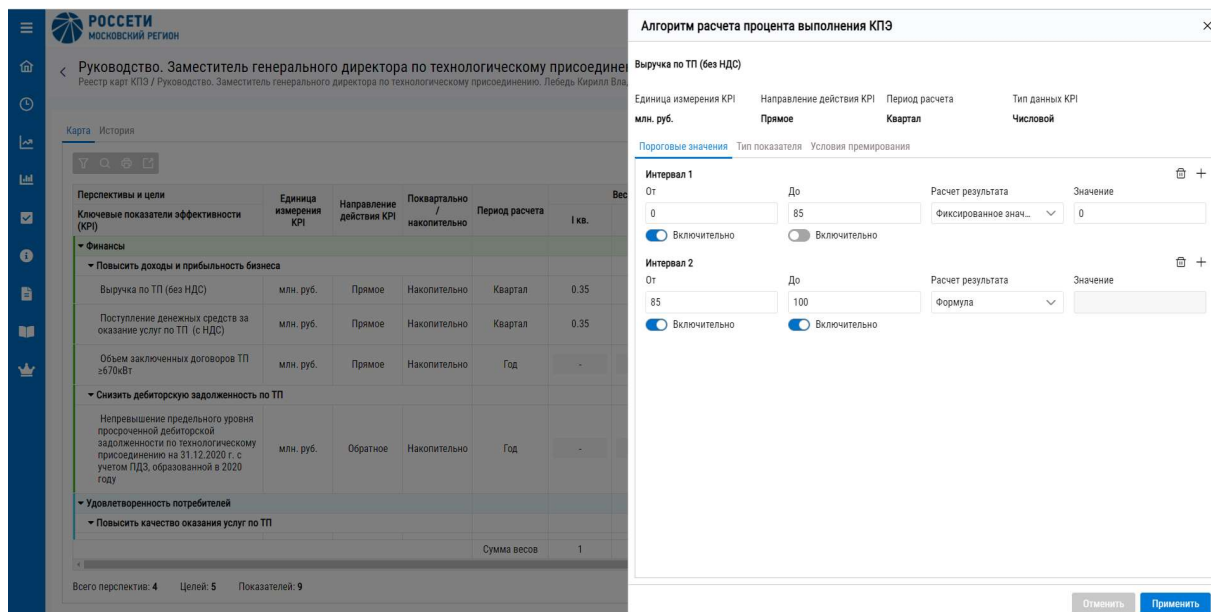 РОССЕТИ
МОСКОВСКИЙ РЕГИОН
Руководство. Заместитель генерального директора по технологическому
Реестр карт КПЭ / Руководство. Заместитель генерального директора по технологическому присоединению. Лебедь Кирилл
Карта История
Перспективы и цели
Ключевые показатели эффективности
(KPI)
Единица
измерения
KPI
Направление
действия KPI
Поквартально
/
накопительно
Период расчета
Вес
I кв.
Финансы
Повысить доходы и прибыльность бизнеса
Выручка по ТП (без НДС) млн. руб. Прямое Накопительно Квартал 0.35
Поступление денежных средств за
оказание услуг по ТП (с НДС) млн. руб. Прямое Накопительно Квартал 0.35
Объем заключенных договоров ТП
≥670кВт млн. руб. Прямое Накопительно Год -
Снизить дебиторскую задолженность по ТП
Непревышение предельного уровня
просроченной дебиторской
задолженности по технологическому
присоединению на 31.12.2020 г. с
учетом ПДЗ, образованной в 2020
году
млн. руб. Обратное Накопительно Год -
Удовлетворенность потребителей
Повысить качество оказания услуг по ТП
Сумма весов 1
Всего перспектив: 4 Целей: 5 Показателей: 9
Алгоритм расчета процента выполнения КПЭ
Выручка по ТП (без НДС)
Единица измерения KPI Направление действия KPI Период расчета Тип данных KPI
млн. руб. Прямое Квартал Числовой
Пороговые значения Тип показателя Условия премирования
Интервал 1
От До Расчет результата Значение
0 85 Фиксированное знач... 0
Включительно Включительно
Интервал 2
От До Расчет результата Значение
85 100 Формула
Включительно Включительно
Отменить Применить